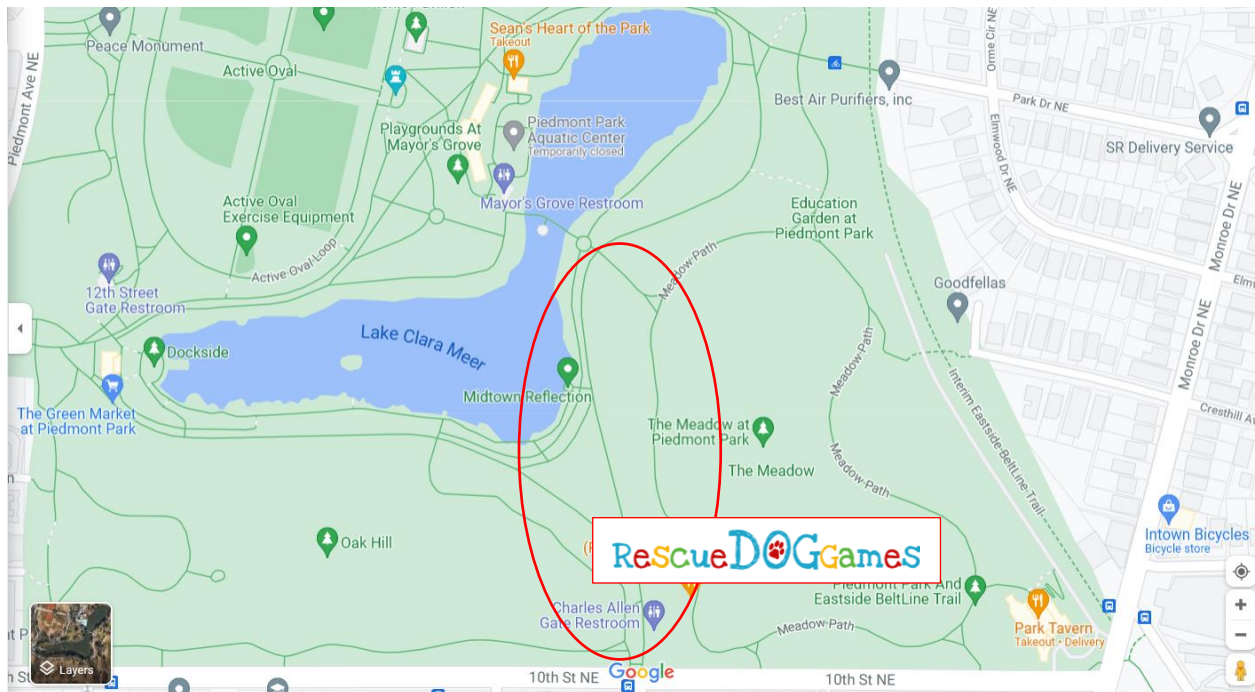 Peace Monument
Sean's Heart of the Park
Takeout
Active Oval
Piedmont Ave NE
Best Air Purifiers, inc
Orme Cir NE
Park Dr NE
Elmwood Dr NE
SR Delivery Service
Playgrounds At
Mayor's Grove
Piedmont Park
Aquatic Center
Temporarily closed
Mayor's Grove Restroom
Active Oval
Exercise Equipment
Active Oval Loop
Education
Garden at
Piedmont Park
Monroe Dr NE
Meadow Path
12th Street
Gate Restroom
Goodfellas
Lake Clara Meer
Dockside
Midtown Reflection
Meadow Path
Monroe Dr NE
Interim Eastside BeltLine Trail
The Green Market
at Piedmont Park
The Meadow at
Piedmont Park
The Meadow
Cresthill Av
Meadow Path
Oak Hill
RescueDOGgames
Intown Bicycles
Bicycle store
Piedmont Park And
Eastside BeltLine Trail
Charles Allen
Gate Restroom
Meadow Path
Park Tavern
Takeout · Delivery
Layers
10th St NE
Google
10th St NE